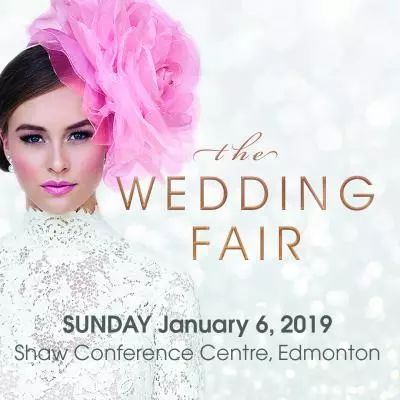 the
WEDDING
FAIR
SUNDAY January 6, 2019
Shaw Conference Centre, Edmonton